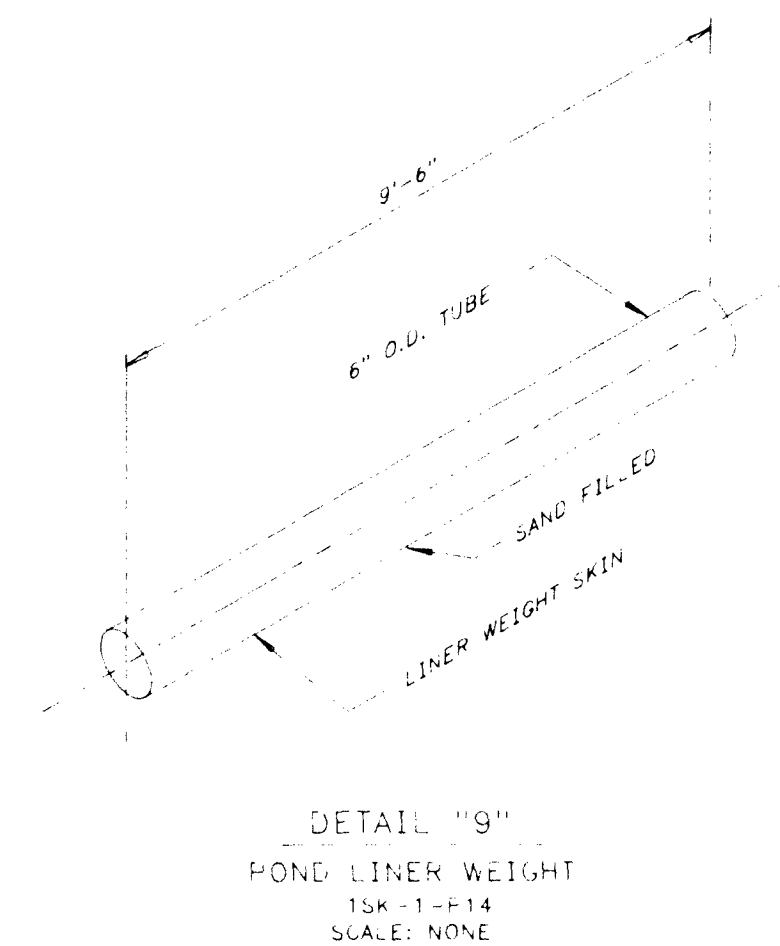 9'-6"
6" O.D. TUBE
SAND FILLED
LINER WEIGHT SKIN
DETAIL "9"
POND LINER WEIGHT
1SK-1-F14
SCALE: NONE